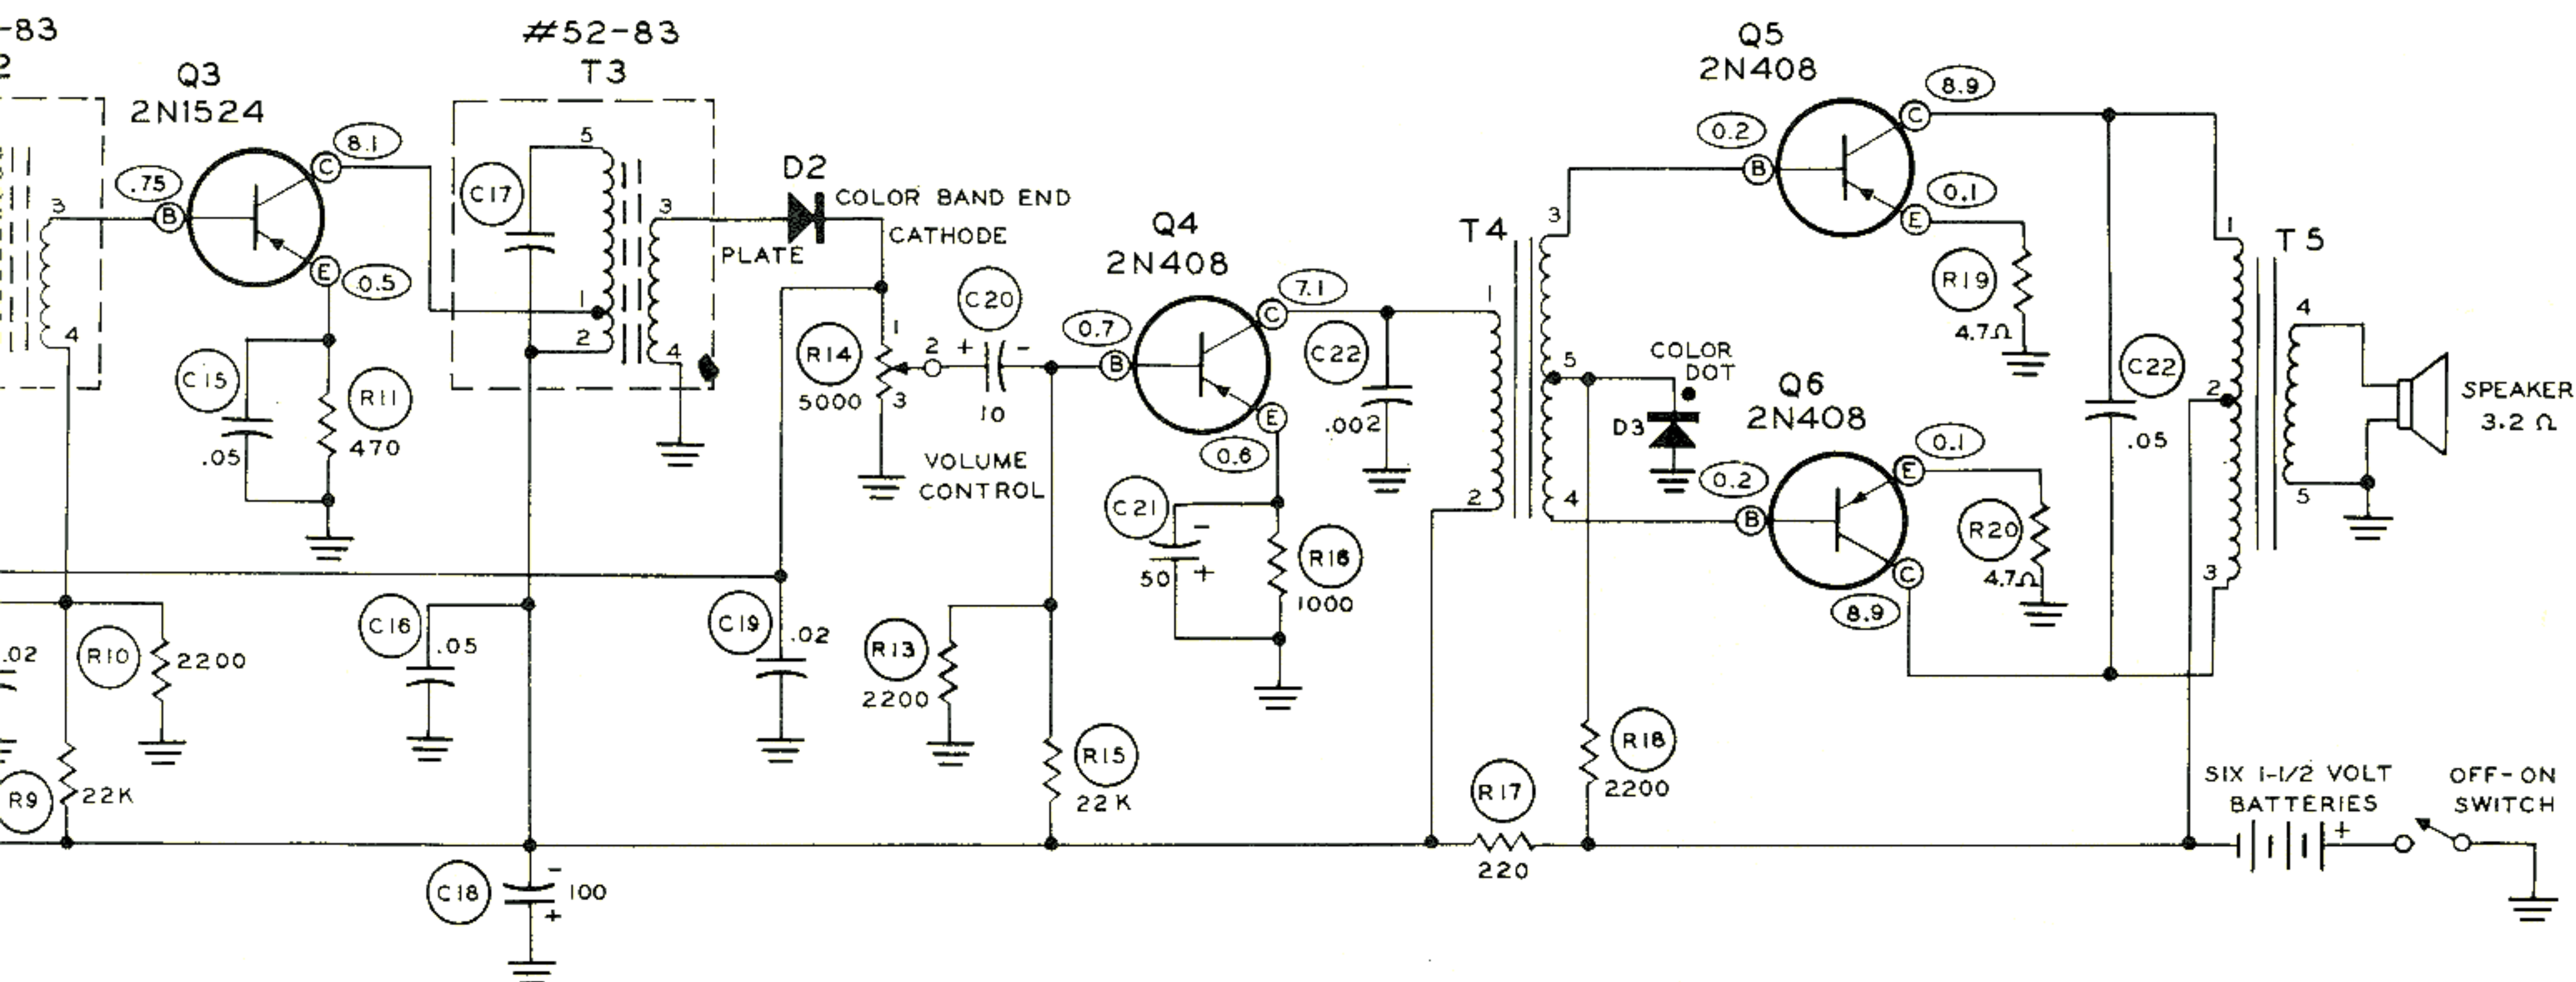 -83
2
Q3
2N1524
8.1
C
.75
B
3
E
0.5
4
C15
.05
R11
470
.02
R10
2200
R9
22K
#52-83
T3
5
C17
1
2
3
4
C16
.05
C18
-
100
+
D2
COLOR BAND END
CATHODE
PLATE
R14
5000
1
2
3
VOLUME
CONTROL
C20
+
-
10
C19
.02
R13
2200
R15
22K
Q4
2N408
0.7
B
C
7.1
E
0.6
C21
-
50
+
R16
1000
C22
.002
T4
1
2
3
5
4
COLOR
DOT
D3
R17
220
R18
2200
Q5
2N408
8.9
C
0.2
B
0.1
E
R19
4.7Ω
Q6
2N408
0.1
E
0.2
B
R20
4.7Ω
C
8.9
C22
.05
T5
1
2
3
4
5
SPEAKER
3.2 Ω
SIX 1-1/2 VOLT
BATTERIES
+
OFF-ON
SWITCH